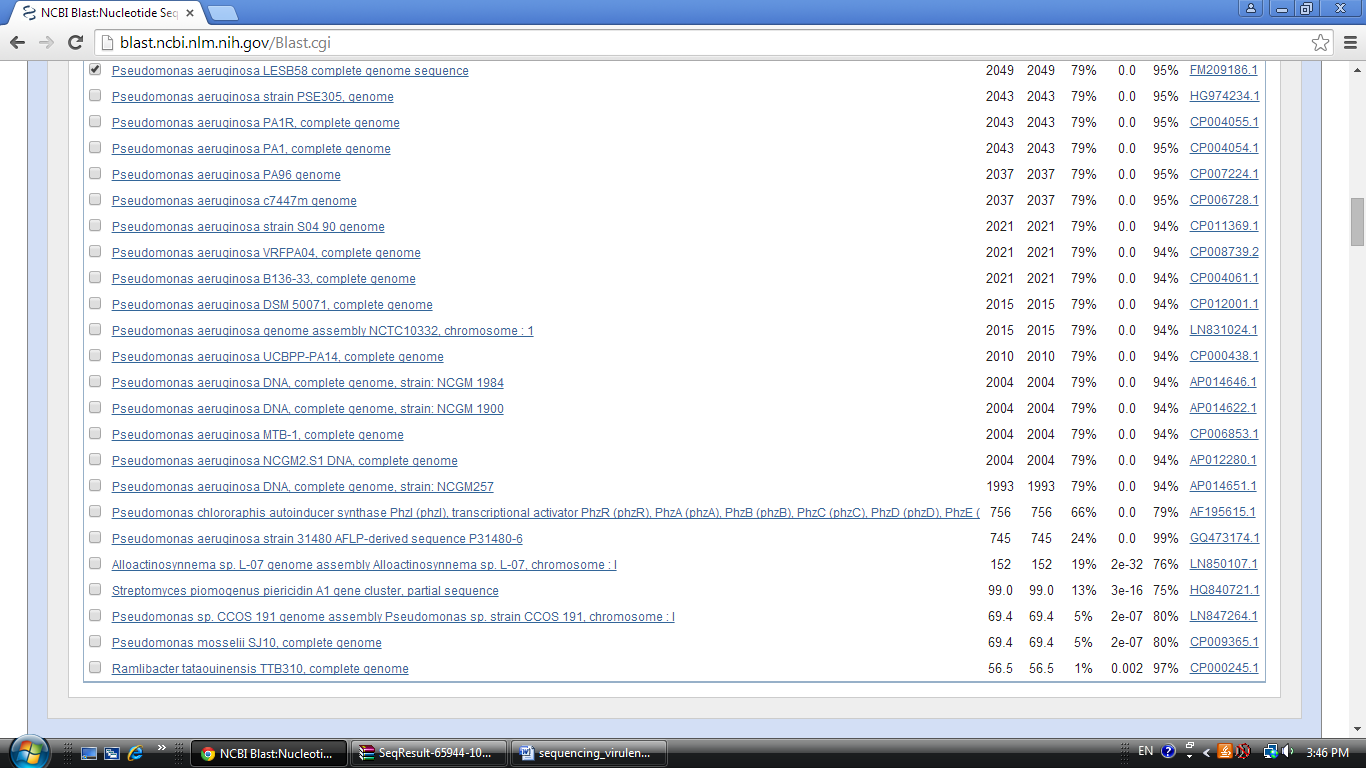 NCBI Blast:Nucleotide Seq
blast.ncbi.nlm.nih.gov/Blast.cgi
Pseudomonas aeruginosa LESB58 complete genome sequence 2049 2049 79% 0.0 95% FM209186.1
Pseudomonas aeruginosa strain PSE305, genome 2043 2043 79% 0.0 95% HG974234.1
Pseudomonas aeruginosa PA1R, complete genome 2043 2043 79% 0.0 95% CP004055.1
Pseudomonas aeruginosa PA1, complete genome 2043 2043 79% 0.0 95% CP004054.1
Pseudomonas aeruginosa PA96 genome 2037 2037 79% 0.0 95% CP007224.1
Pseudomonas aeruginosa c7447m genome 2037 2037 79% 0.0 95% CP006728.1
Pseudomonas aeruginosa strain S04 90 genome 2021 2021 79% 0.0 94% CP011369.1
Pseudomonas aeruginosa VRFPA04, complete genome 2021 2021 79% 0.0 94% CP008739.2
Pseudomonas aeruginosa B136-33, complete genome 2021 2021 79% 0.0 94% CP004061.1
Pseudomonas aeruginosa DSM 50071, complete genome 2015 2015 79% 0.0 94% CP012001.1
Pseudomonas aeruginosa genome assembly NCTC10332, chromosome : 1 2015 2015 79% 0.0 94% LN831024.1
Pseudomonas aeruginosa UCBPP-PA14, complete genome 2010 2010 79% 0.0 94% CP000438.1
Pseudomonas aeruginosa DNA, complete genome, strain: NCGM 1984 2004 2004 79% 0.0 94% AP014646.1
Pseudomonas aeruginosa DNA, complete genome, strain: NCGM 1900 2004 2004 79% 0.0 94% AP014622.1
Pseudomonas aeruginosa MTB-1, complete genome 2004 2004 79% 0.0 94% CP006853.1
Pseudomonas aeruginosa NCGM2.S1 DNA, complete genome 2004 2004 79% 0.0 94% AP012280.1
Pseudomonas aeruginosa DNA, complete genome, strain: NCGM257 1993 1993 79% 0.0 94% AP014651.1
Pseudomonas chlororaphis autoinducer synthase PhzI (phzI), transcriptional activator PhzR (phzR), PhzA (phzA), PhzB (phzB), PhzC (phzC), PhzD (phzD), PhzE ( 756 756 66% 0.0 79% AF195615.1
Pseudomonas aeruginosa strain 31480 AFLP-derived sequence P31480-6 745 745 24% 0.0 99% GQ473174.1
Alloactinosynnema sp. L-07 genome assembly Alloactinosynnema sp. L-07, chromosome : I 152 152 19% 2e-32 76% LN850107.1
Streptomyces piomogenus piericidin A1 gene cluster, partial sequence 99.0 99.0 13% 3e-16 75% HQ840721.1
Pseudomonas sp. CCOS 191 genome assembly Pseudomonas sp. strain CCOS 191, chromosome : I 69.4 69.4 5% 2e-07 80% LN847264.1
Pseudomonas mosselii SJ10, complete genome 69.4 69.4 5% 2e-07 80% CP009365.1
Ramlibacter tataouinensis TTB310, complete genome 56.5 56.5 1% 0.002 97% CP000245.1
NCBI Blast:Nucleoti... SeqResult-65944-10... sequencing_virulen... EN 3:46 PM